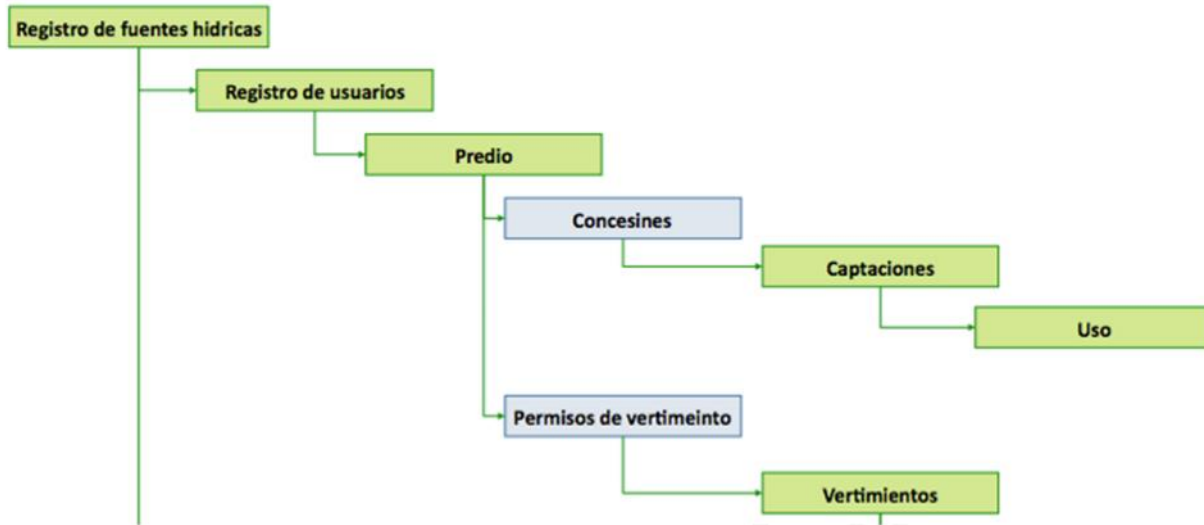 Registro de fuentes hidricas
Registro de usuarios
Predio
Concesines
Captaciones
Uso
Permisos de vertimeinto
Vertimientos